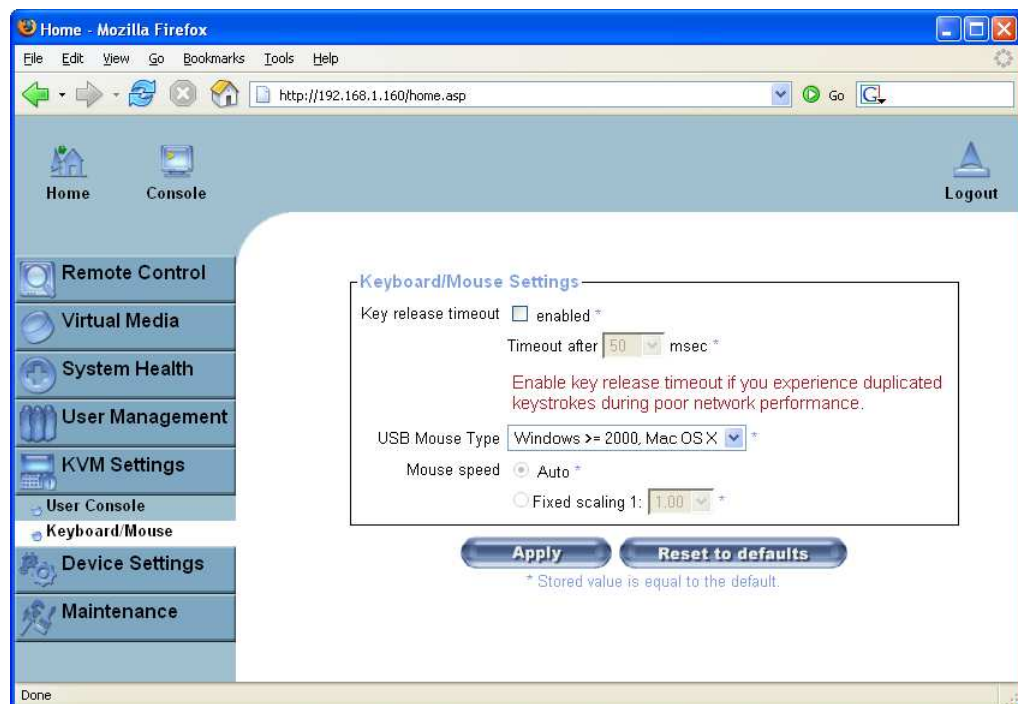 Home - Mozilla Firefox
File Edit View Go Bookmarks Tools Help
http://192.168.1.160/home.asp Go G
Home Console Logout
Remote Control
Virtual Media
System Health
User Management
KVM Settings
User Console
Keyboard/Mouse
Device Settings
Maintenance
Keyboard/Mouse Settings
Key release timeout enabled *
Timeout after 50 msec *
Enable key release timeout if you experience duplicated
keystrokes during poor network performance.
USB Mouse Type Windows >= 2000, Mac OS X *
Mouse speed Auto *
Fixed scaling 1: 1.00 *
Apply Reset to defaults
* Stored value is equal to the default.
Done